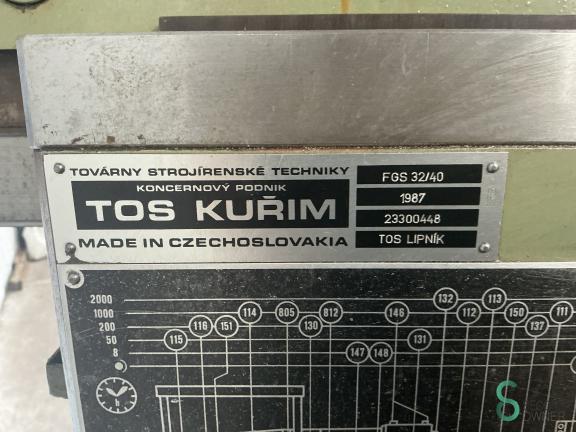 TOVÁRNY STROJÍRENSKÉ TECHNIKY
KONCERNOVÝ PODNIK
TOS KUŘIM
MADE IN CZECHOSLOVAKIA
FGS 32/40
1987
23300448
TOS LIPNÍK
2000 132 113
1000 114 805 812 146 112 150 111
200 116 151 130 137
50 115 131
8 147 148
h
S
OWNER